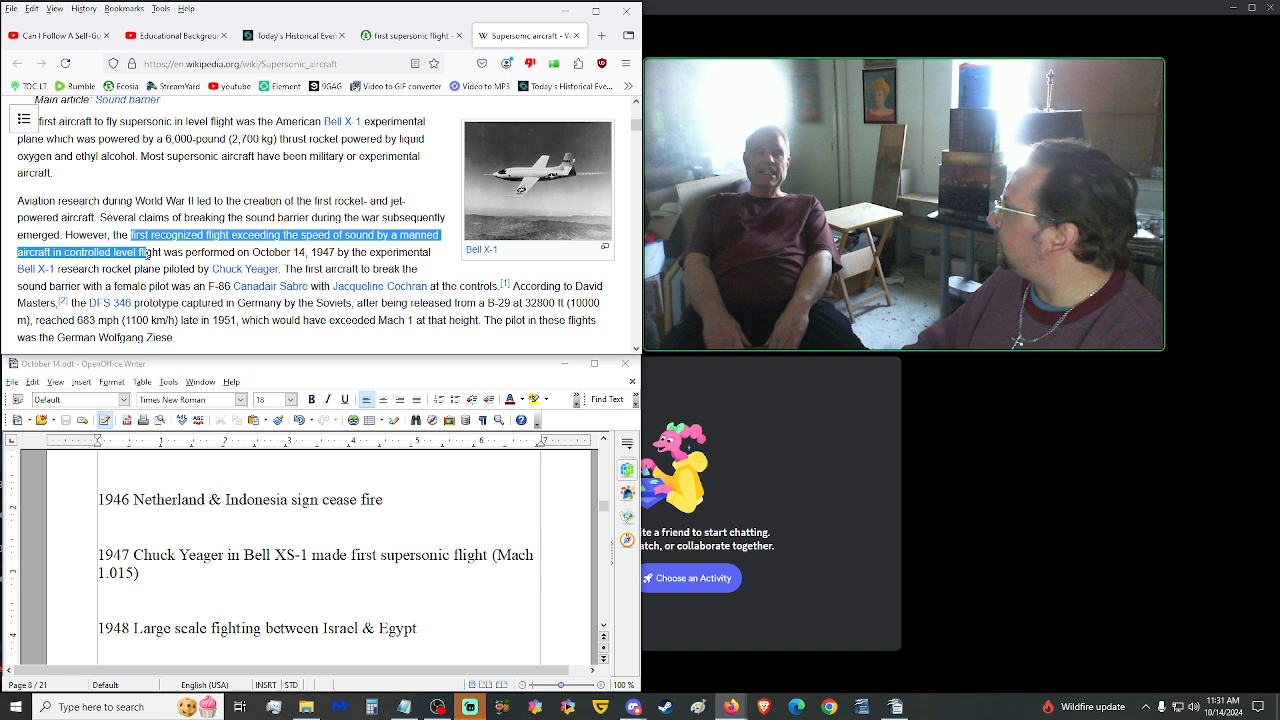 File Edit View History Bookmarks Tools Help
Can I Follow A Self-Gu
Educational Backgroun
Today's Historical Even
first supersonic flight -
Supersonic aircraft - W
https://en.wikipedia.org/wiki/Supersonic_aircraft
TDC LT Rumble Ecosia StreamYard youtube Element 9GAG Video to GIF converter Video to MP3 Today's Historical Eve...
Main article: Sound barrier
first aircraft to fly supersonic in level flight was the American Bell X-1 experimental
plane which was powered by a 6,000-pound (2,700 kg) thrust rocket powered by liquid
oxygen and ethyl alcohol. Most supersonic aircraft have been military or experimental
aircraft.
Aviation research during World War II led to the creation of the first rocket- and jet-
powered aircraft. Several claims of breaking the sound barrier during the war subsequently
emerged. However, the first recognized flight exceeding the speed of sound by a manned
aircraft in controlled level flight was performed on October 14, 1947 by the experimental
Bell X-1 research rocket plane piloted by Chuck Yeager. The first aircraft to break the
sound barrier with a female pilot was an F-86 Canadair Sabre with Jacqueline Cochran at the controls.[1] According to David
Masters,[2] the DFS 346 prototype captured in Germany by the Soviets, after being released from a B-29 at 32800 ft (10000
m), reached 683 mph (1100 km/h) late in 1951, which would have exceeded Mach 1 at that height. The pilot in these flights
was the German Wolfgang Ziese.
Bell X-1
October 14.odt - OpenOffice Writer
File Edit View Insert Format Table Tools Window Help
Default Times New Roman 18 B I U Find Text
1 2 3 4 5 6 7
1946 Netherland & Indonesia sign cease fire
1947 Chuck Yeager in Bell XS-1 made first supersonic flight (Mach
1.015)
1948 Large scale fighting between Israel & Egypt
Page 8 / 21 Default English (USA) INSRT STD 100 %
te a friend to start chatting.
atch, or collaborate together.
Choose an Activity
Type here to search
Wildfire update
11:31 AM
10/14/2024